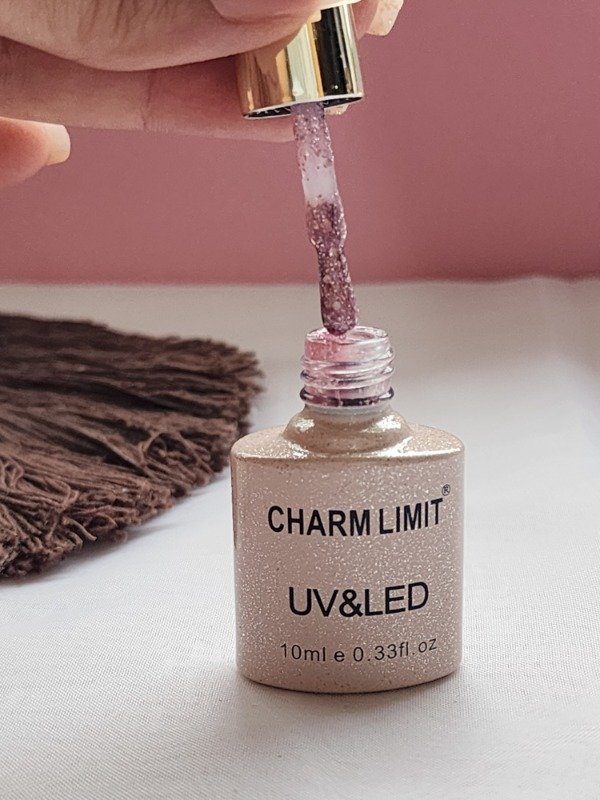 CHARM LIMIT®
UV&LED
10ml e 0.33fl.oz